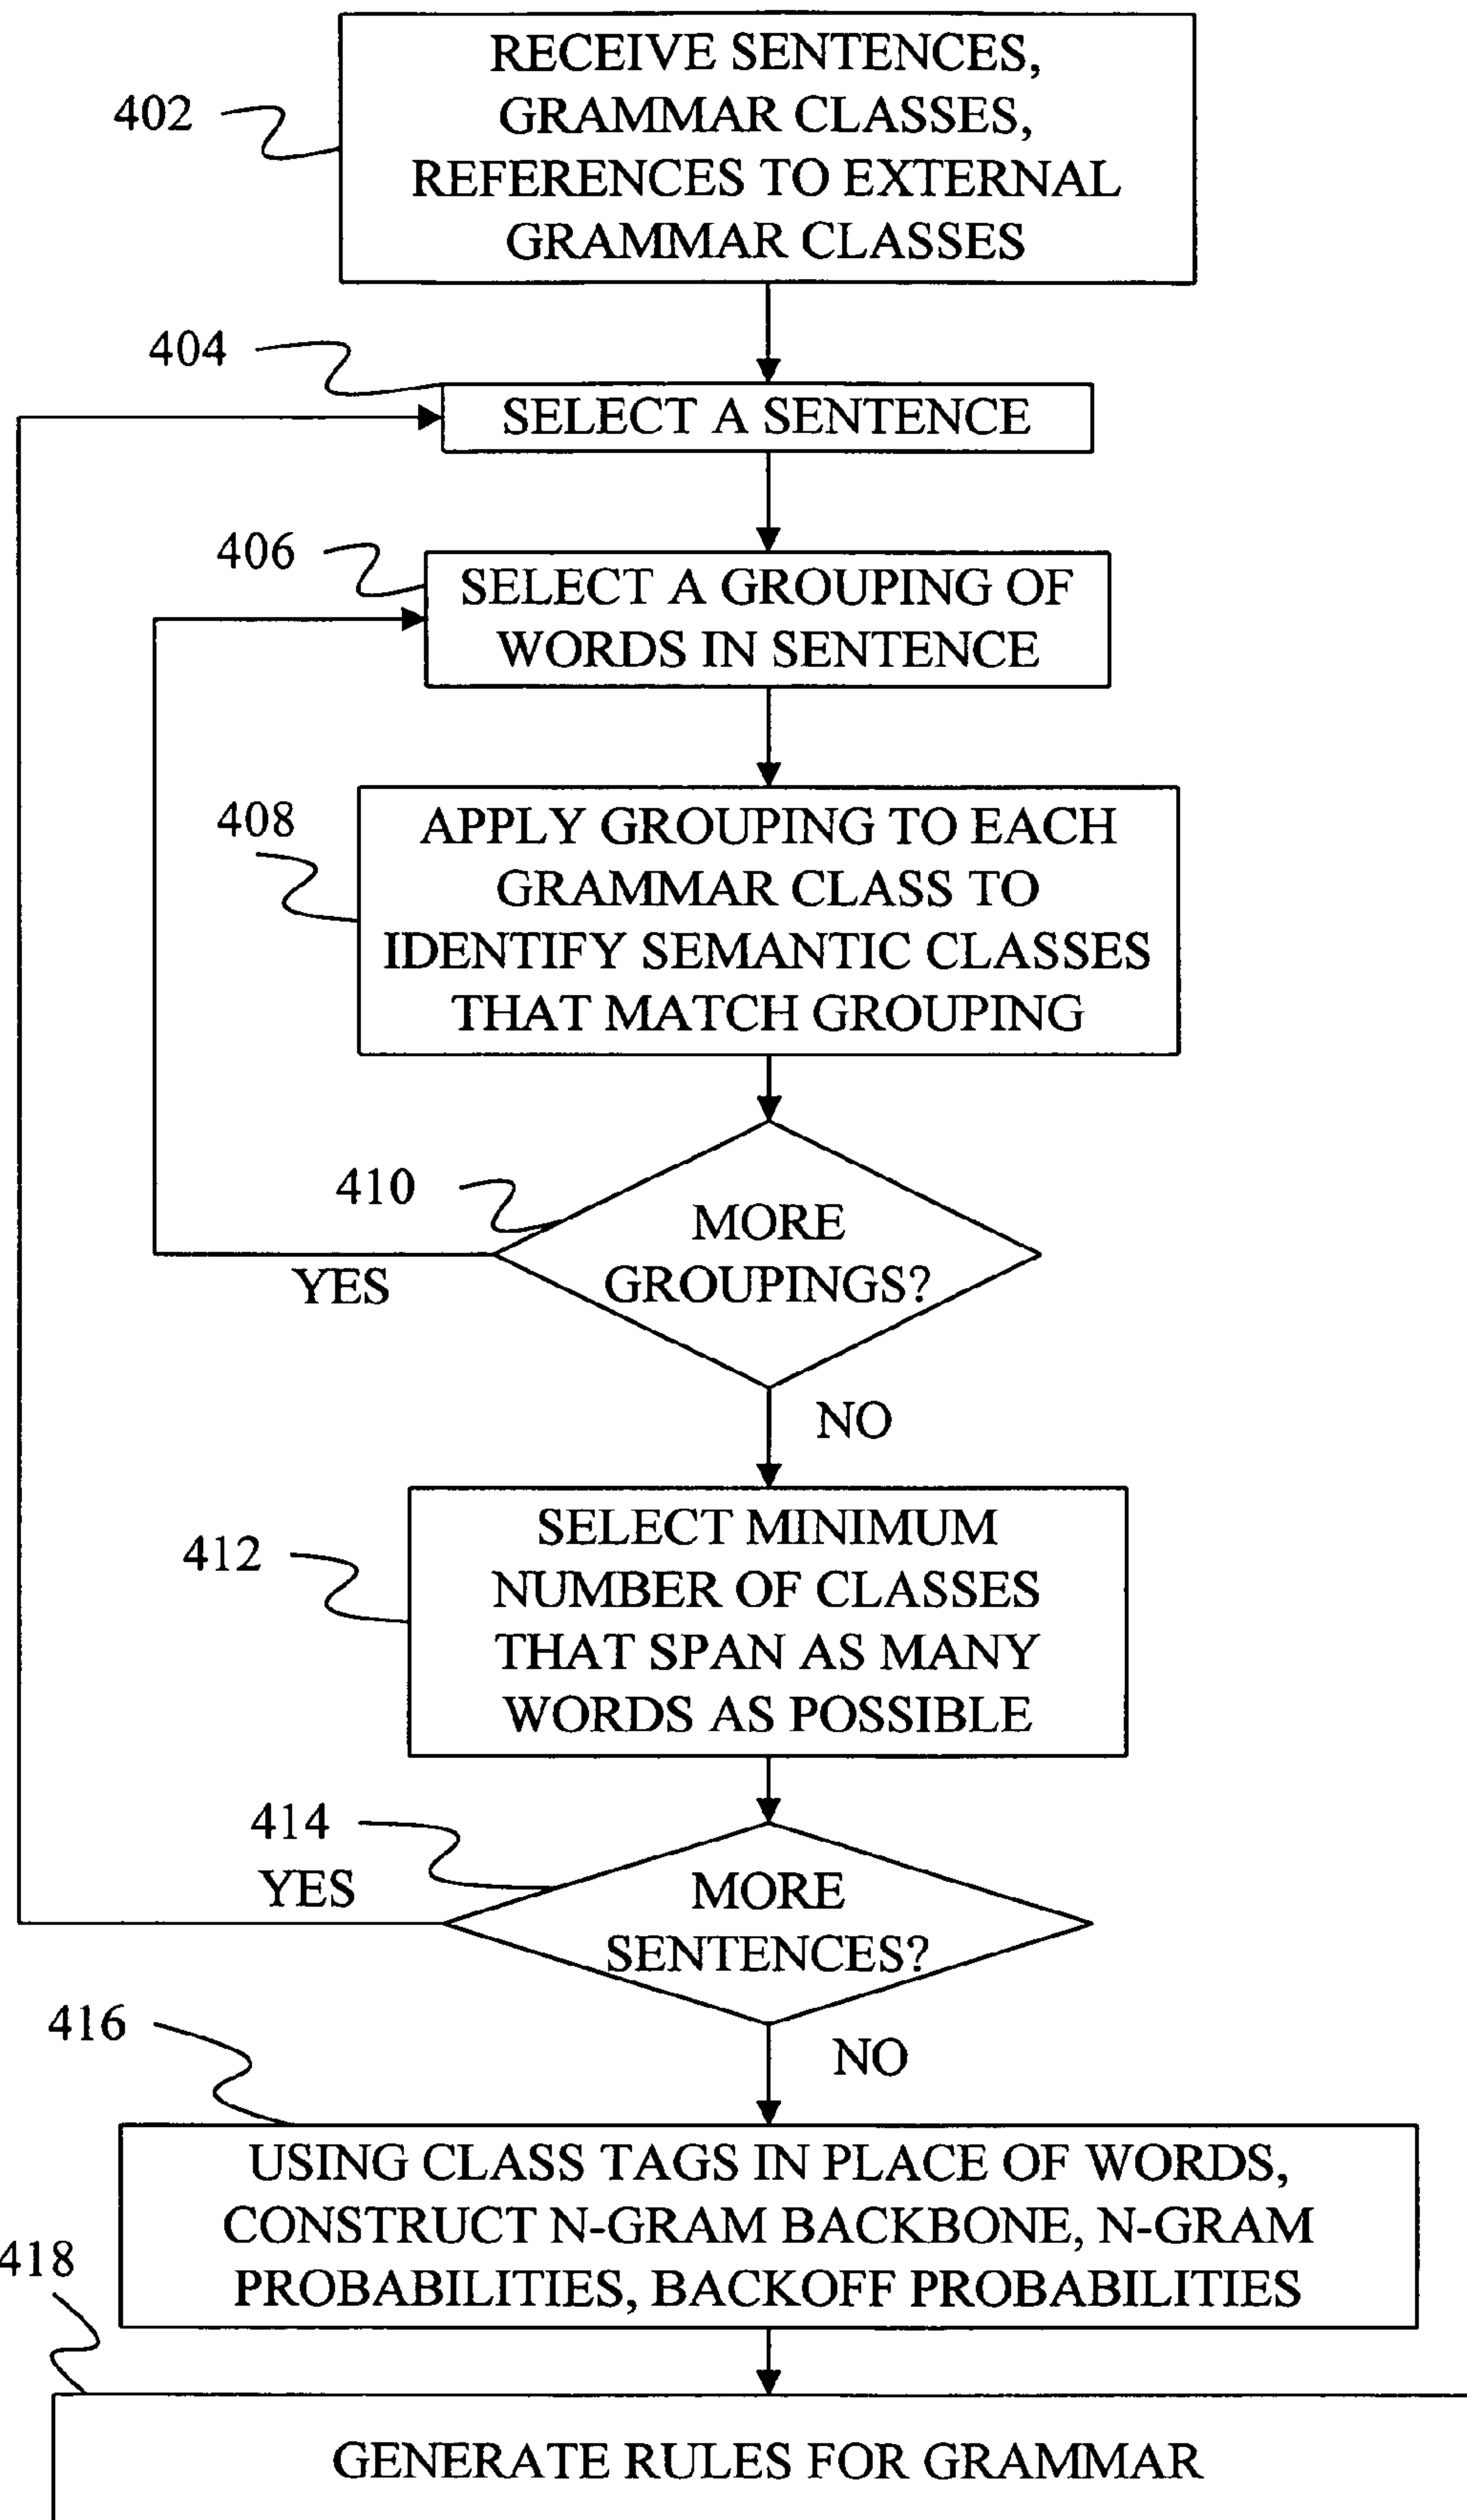 402
RECEIVE SENTENCES,
GRAMMAR CLASSES,
REFERENCES TO EXTERNAL
GRAMMAR CLASSES
404
SELECT A SENTENCE
406
SELECT A GROUPING OF
WORDS IN SENTENCE
408
APPLY GROUPING TO EACH
GRAMMAR CLASS TO
IDENTIFY SEMANTIC CLASSES
THAT MATCH GROUPING
410
MORE
GROUPINGS?
YES
NO
412
SELECT MINIMUM
NUMBER OF CLASSES
THAT SPAN AS MANY
WORDS AS POSSIBLE
414
YES
MORE
SENTENCES?
NO
416
USING CLASS TAGS IN PLACE OF WORDS,
CONSTRUCT N-GRAM BACKBONE, N-GRAM
PROBABILITIES, BACKOFF PROBABILITIES
418
GENERATE RULES FOR GRAMMAR